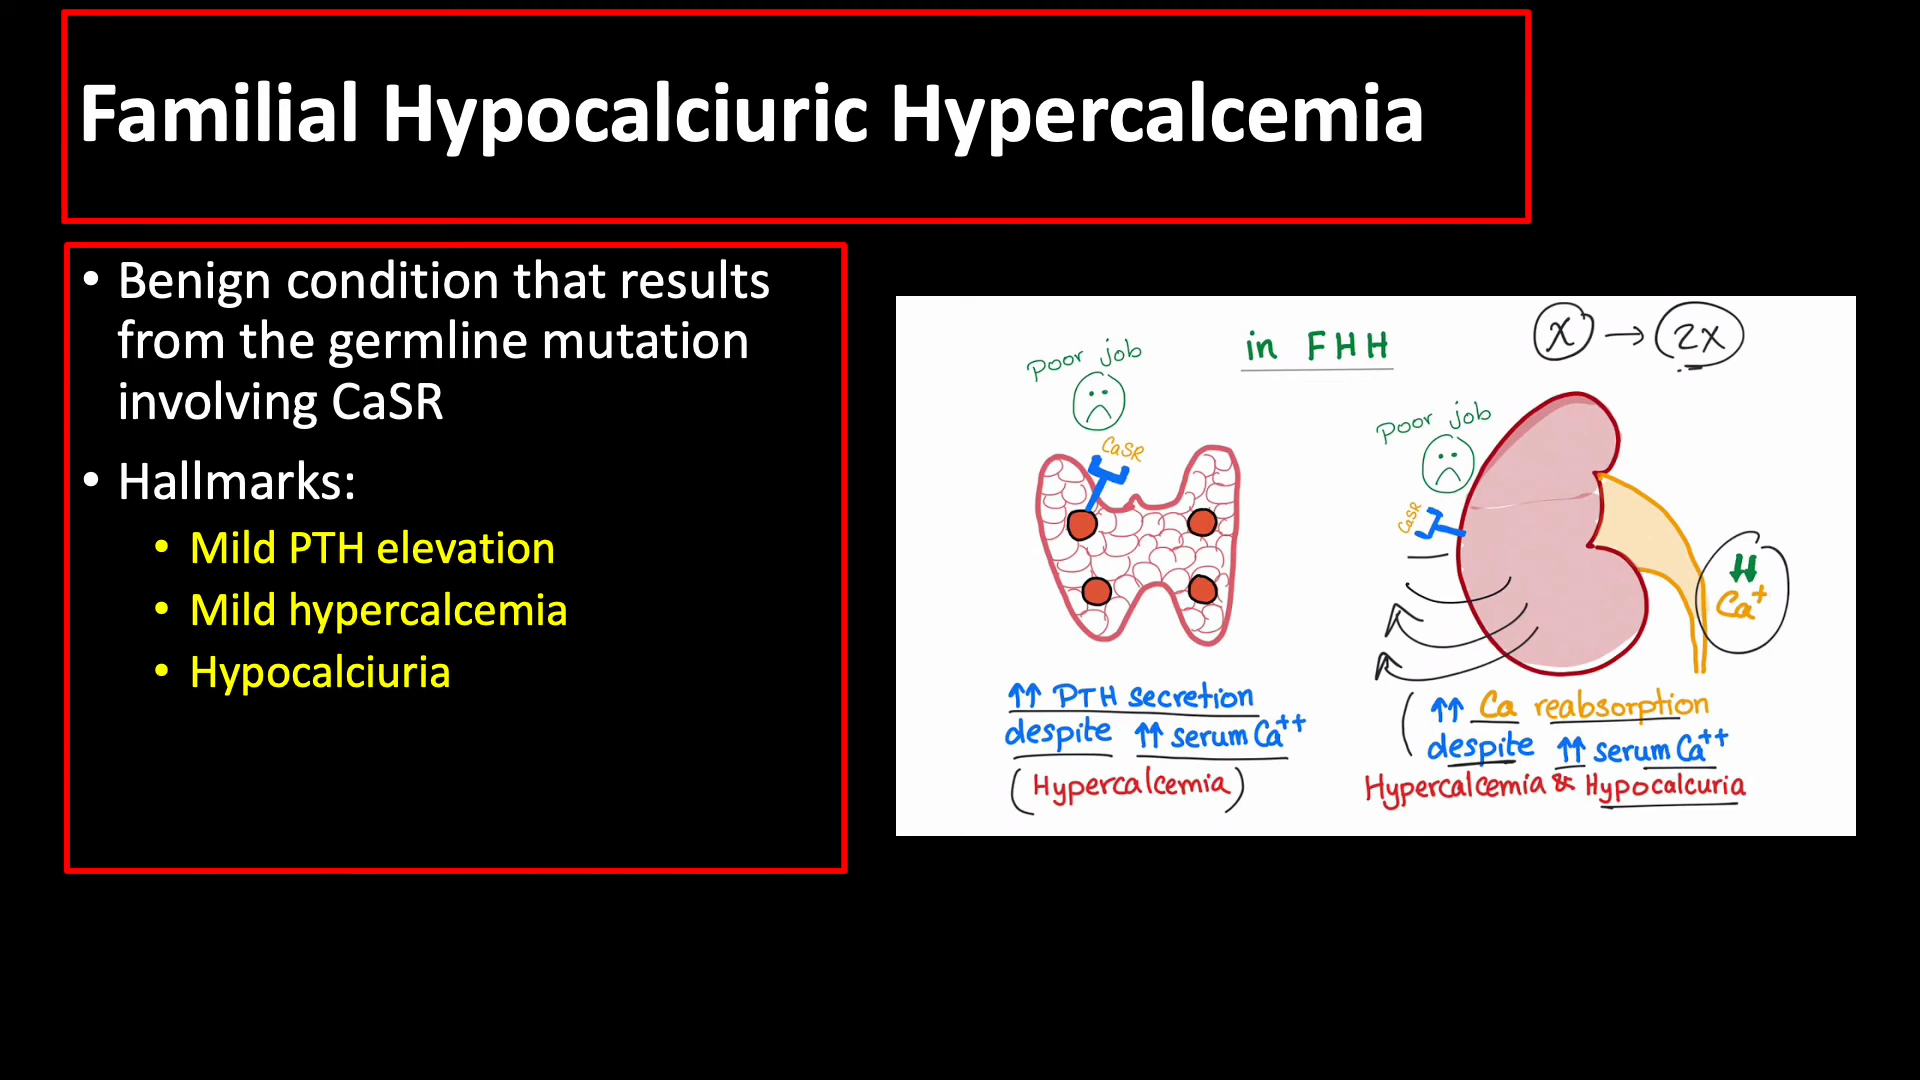 Familial Hypocalciuric Hypercalcemia
• Benign condition that results
from the germline mutation
involving CaSR
• Hallmarks:
• Mild PTH elevation
• Mild hypercalcemia
• Hypocalciuria
in FHH
X → 2X
Poor job
CaSR
↑↑ PTH secretion
despite ↑↑ serum Ca++
(Hypercalcemia)
Poor job
CaSR
↓↓
Ca+
↑↑ Ca reabsorption
despite ↑↑ serum Ca++
Hypercalcemia & Hypocalcuria